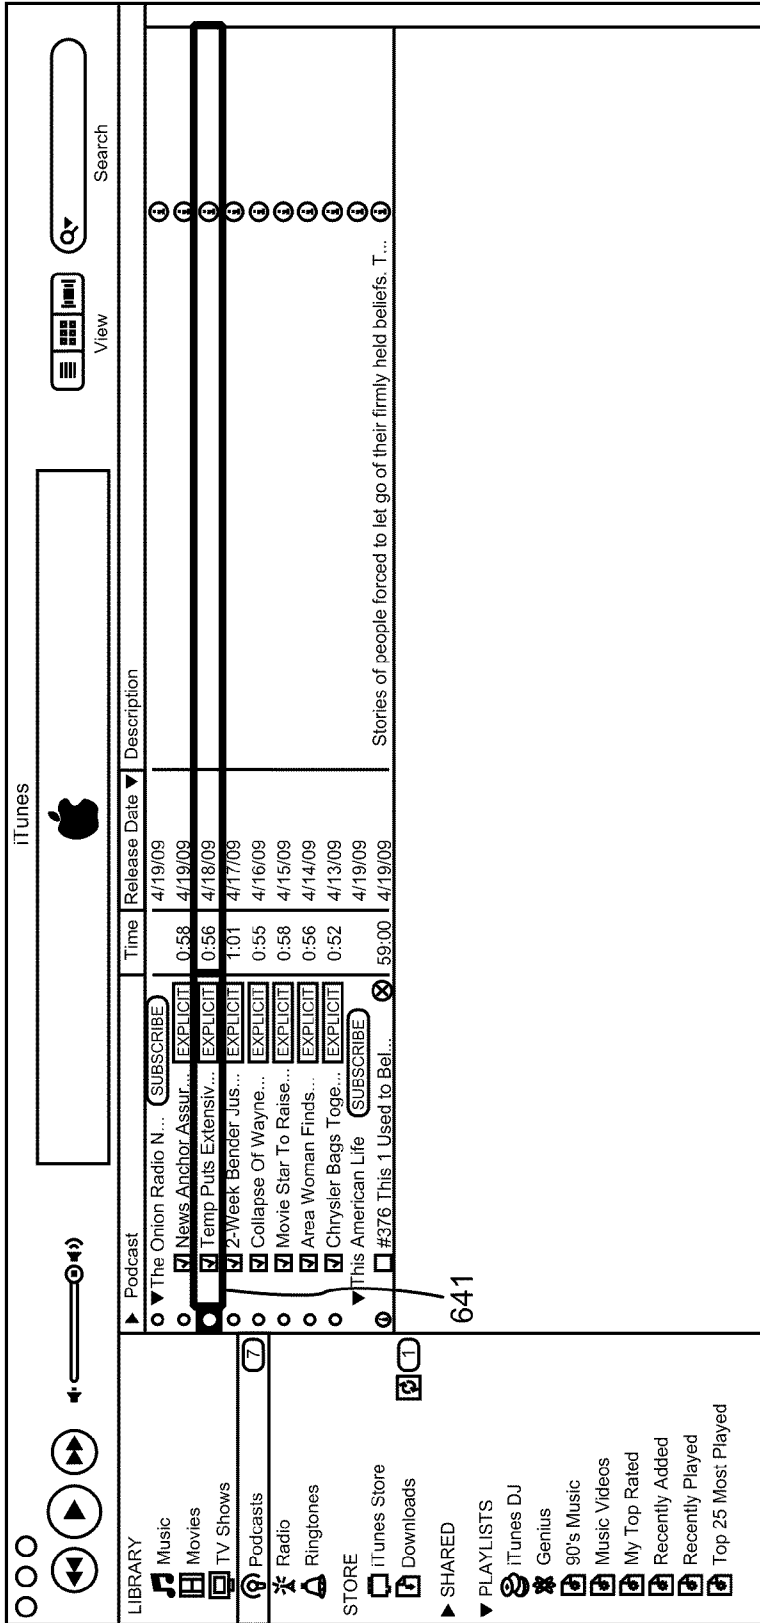 iTunes
View
Search
LIBRARY
Music
Movies
TV Shows
Podcasts 7
Radio
Ringtones
STORE
iTunes Store
Downloads 1
▶ SHARED
▼ PLAYLISTS
iTunes DJ
Genius
90's Music
Music Videos
My Top Rated
Recently Added
Recently Played
Top 25 Most Played
▶ Podcast Time Release Date ▼ Description
▼The Onion Radio N... SUBSCRIBE 4/19/09
News Anchor Assur... EXPLICIT 0:58 4/19/09
Temp Puts Extensiv... EXPLICIT 0:56 4/18/09
2-Week Bender Jus... EXPLICIT 1:01 4/17/09
Collapse Of Wayne... EXPLICIT 0:55 4/16/09
Movie Star To Raise... EXPLICIT 0:58 4/15/09
Area Woman Finds... EXPLICIT 0:56 4/14/09
Chrysler Bags Toge... EXPLICIT 0:52 4/13/09
▼This American Life SUBSCRIBE 4/19/09
#376 This 1 Used to Bel... 59:00 4/19/09 Stories of people forced to let go of their firmly held beliefs. T...
641